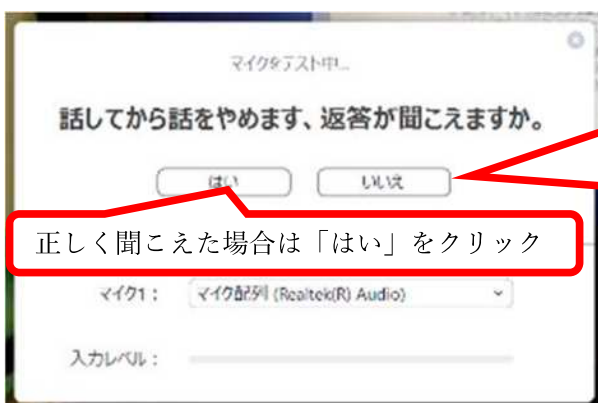 マイクをテスト中...
話してから話をやめます、返答が聞こえますか。
はい いいえ
正しく聞こえた場合は「はい」をクリック
マイク1： マイク配列 (Realtek(R) Audio)
入力レベル：